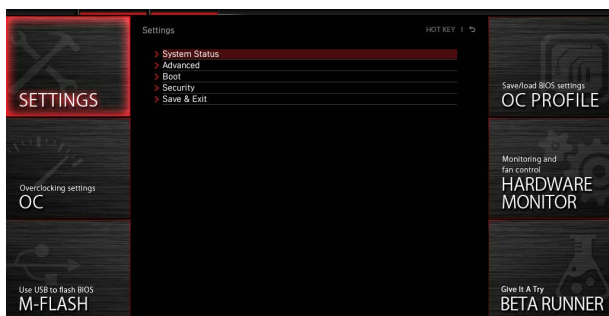 SETTINGS
Overclocking settings
OC
Use USB to flash BIOS
M-FLASH
Settings
HOT KEY |
System Status
Advanced
Boot
Security
Save & Exit
Save/load BIOS settings
OC PROFILE
Monitoring and
fan control
HARDWARE
MONITOR
Give It A Try
BETA RUNNER